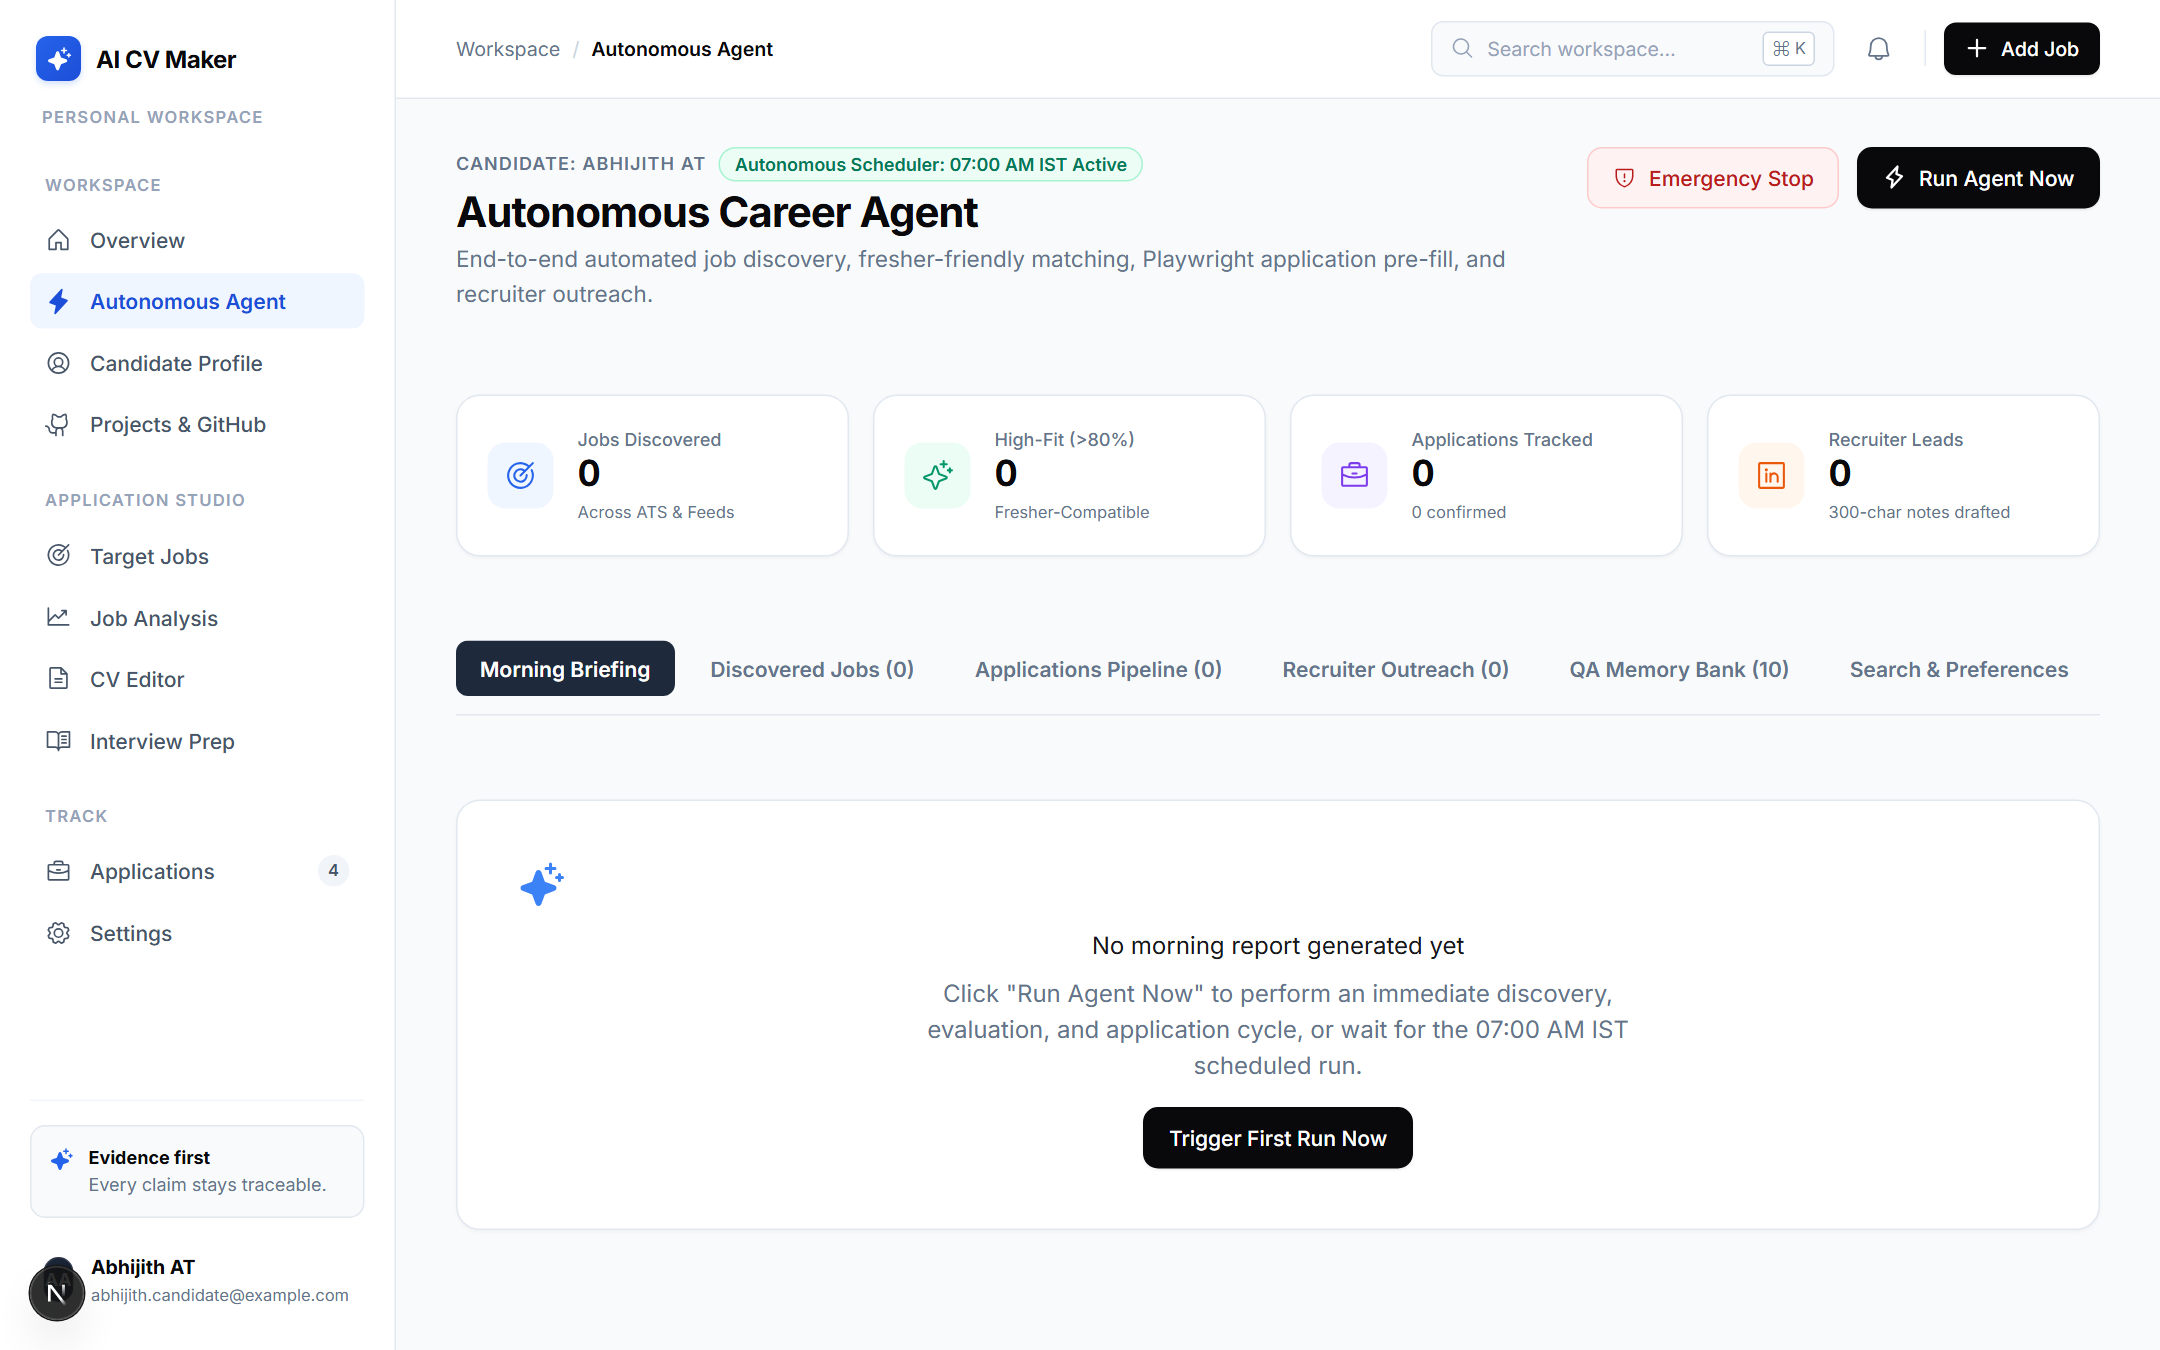 AI CV Maker
PERSONAL WORKSPACE
WORKSPACE
Overview
Autonomous Agent
Candidate Profile
Projects & GitHub
APPLICATION STUDIO
Target Jobs
Job Analysis
CV Editor
Interview Prep
TRACK
Applications 4
Settings
Evidence first
Every claim stays traceable.
N
Abhijith AT
abhijith.candidate@example.com
Workspace / Autonomous Agent
Search workspace... ⌘ K
+ Add Job
CANDIDATE: ABHIJITH AT Autonomous Scheduler: 07:00 AM IST Active
Emergency Stop
Run Agent Now
Autonomous Career Agent
End-to-end automated job discovery, fresher-friendly matching, Playwright application pre-fill, and
recruiter outreach.
Jobs Discovered
0
Across ATS & Feeds
High-Fit (>80%)
0
Fresher-Compatible
Applications Tracked
0
0 confirmed
in
Recruiter Leads
0
300-char notes drafted
Morning Briefing Discovered Jobs (0) Applications Pipeline (0) Recruiter Outreach (0) QA Memory Bank (10) Search & Preferences
No morning report generated yet
Click "Run Agent Now" to perform an immediate discovery,
evaluation, and application cycle, or wait for the 07:00 AM IST
scheduled run.
Trigger First Run Now